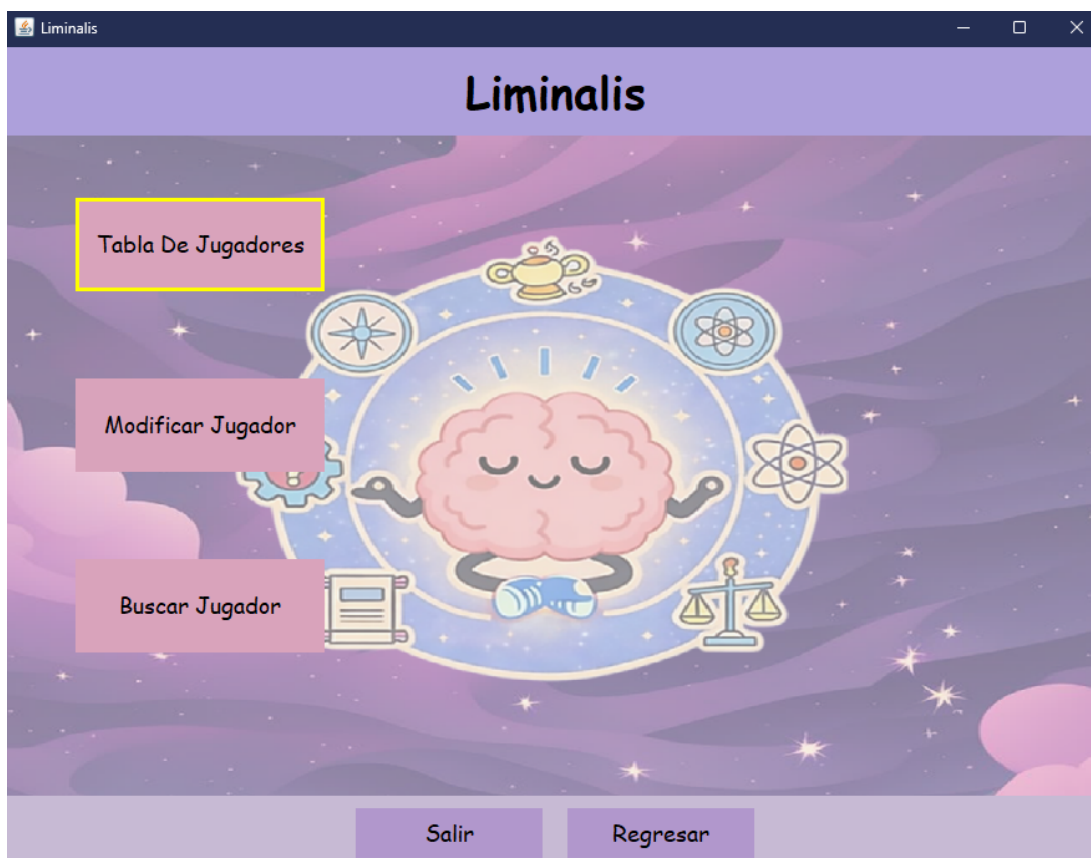 Liminalis
Liminalis
Tabla De Jugadores
Modificar Jugador
Buscar Jugador
Salir
Regresar